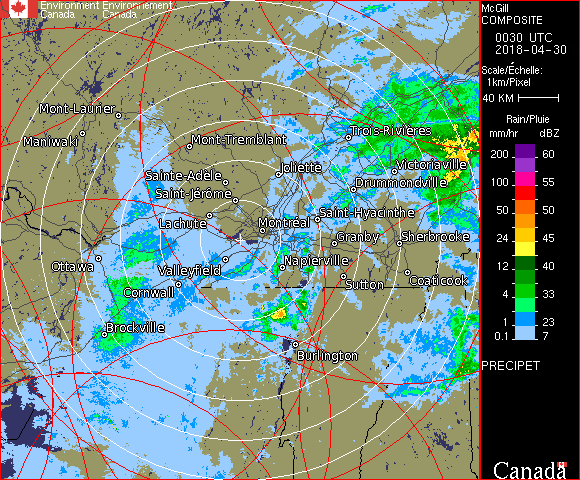 Environment Environnement
Canada Canada
McGill
COMPOSITE
0030 UTC
2018-04-30
Scale/Échelle:
1km/Pixel
40 KM
Rain/Pluie
mm/hr dBZ
200 60
150 57
100 55
50 50
24 45
12 40
4 33
1 23
0.1 7
PRECIPET
Mont-Laurier
Maniwaki
Mont-Tremblant
Trois-Rivières
Joliette
Victoriaville
Sainte-Adèle
Drummondville
Saint-Jérôme
Saint-Hyacinthe
Lachute
Montréal
Granby
Sherbrooke
Ottawa
Valleyfield
Napierville
Cornwall
Sutton
Coaticook
Brockville
Burlington
Canada